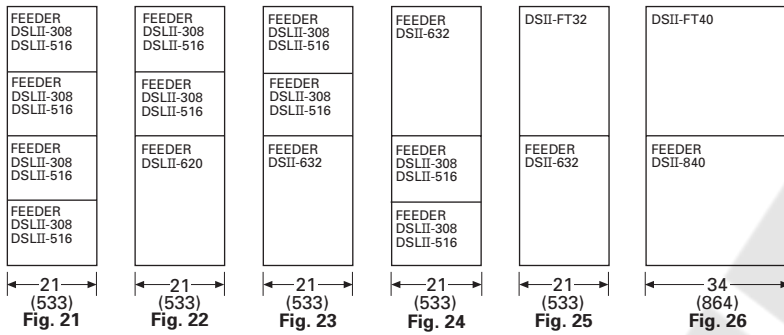 FEEDER
DSLII-308
DSLII-516
FEEDER
DSLII-308
DSLII-516
FEEDER
DSLII-308
DSLII-516
FEEDER
DSLII-308
DSLII-516
21
(533)
Fig. 21
FEEDER
DSLII-308
DSLII-516
FEEDER
DSLII-308
DSLII-516
FEEDER
DSLII-620
21
(533)
Fig. 22
FEEDER
DSLII-308
DSLII-516
FEEDER
DSLII-308
DSLII-516
FEEDER
DSII-632
21
(533)
Fig. 23
FEEDER
DSII-632
FEEDER
DSLII-308
DSLII-516
FEEDER
DSLII-308
DSLII-516
21
(533)
Fig. 24
DSII-FT32
FEEDER
DSII-632
21
(533)
Fig. 25
DSII-FT40
FEEDER
DSII-840
34
(864)
Fig. 26